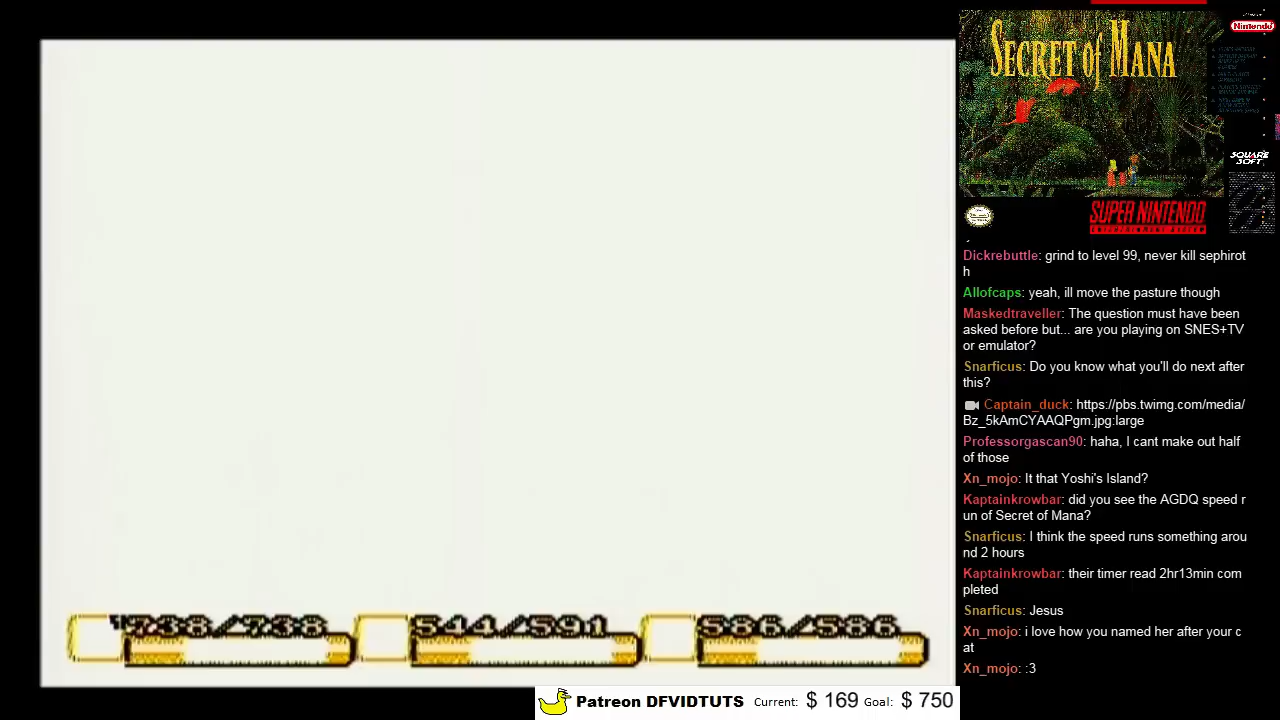 SECRET of MANA
Nintendo
SQUARE
SOFT
SUPER NINTENDO
ENTERTAINMENT SYSTEM
Dickrebuttle: grind to level 99, never kill sephirot
h
Allofcaps: yeah, ill move the pasture though
Maskedtraveller: The question must have been
asked before but... are you playing on SNES+TV
or emulator?
Snarficus: Do you know what you'll do next after
this?
Captain_duck: https://pbs.twimg.com/media/
Bz_5kAmCYAAQPgm.jpg:large
Professorgascan90: haha, I cant make out half
of those
Xn_mojo: It that Yoshi's Island?
Kaptainkrowbar: did you see the AGDQ speed r
un of Secret of Mana?
Snarficus: I think the speed runs something arou
nd 2 hours
Kaptainkrowbar: their timer read 2hr13min com
pleted
Snarficus: Jesus
Xn_mojo: i love how you named her after your c
at
Xn_mojo: :3
738/738 544/591 586/586
Patreon DFVIDTUTS Current: $ 169 Goal: $ 750